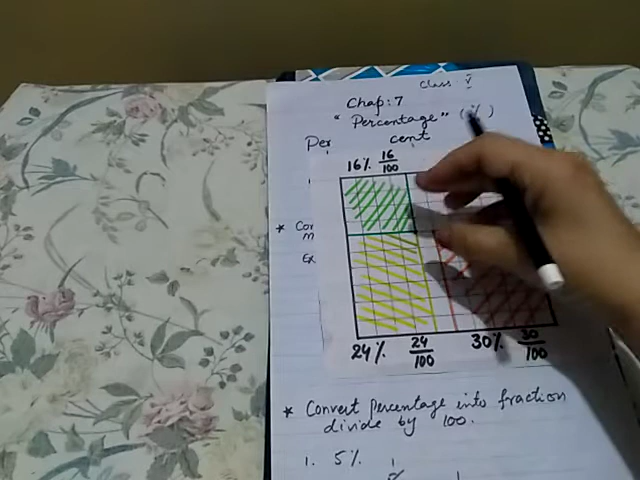 Class V
Chap: 7
"Percentage" (%)
Per cent
16% 16/100
24% 24/100 30% 30/100
* Convert percentage into fraction
divide by 100.
1. 5%